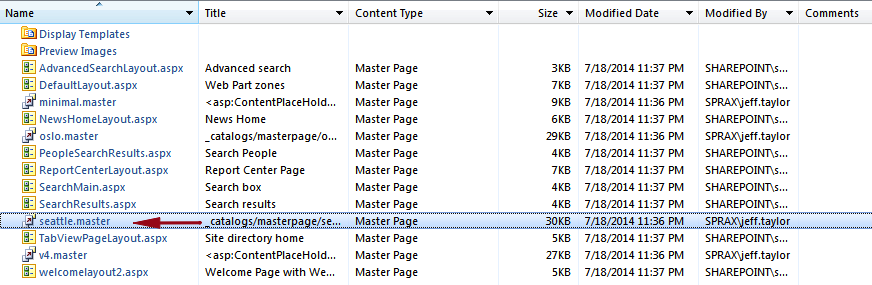 Name Title Content Type Size Modified Date Modified By Comments
Display Templates
Preview Images
AdvancedSearchLayout.aspx Advanced search Master Page 3KB 7/18/2014 11:37 PM SHAREPOINT\s...
DefaultLayout.aspx Web Part zones Master Page 7KB 7/18/2014 11:37 PM SHAREPOINT\s...
minimal.master <asp:ContentPlaceHold... Master Page 9KB 7/18/2014 11:36 PM SPRAX\jeff.taylor
NewsHomeLayout.aspx News Home Master Page 6KB 7/18/2014 11:37 PM SHAREPOINT\s...
oslo.master _catalogs/masterpage/o... Master Page 29KB 7/18/2014 11:36 PM SPRAX\jeff.taylor
PeopleSearchResults.aspx Search People Master Page 4KB 7/18/2014 11:37 PM SHAREPOINT\s...
ReportCenterLayout.aspx Report Center Page Master Page 7KB 7/18/2014 11:37 PM SHAREPOINT\s...
SearchMain.aspx Search box Master Page 4KB 7/18/2014 11:37 PM SHAREPOINT\s...
SearchResults.aspx Search results Master Page 4KB 7/18/2014 11:37 PM SHAREPOINT\s...
seattle.master _catalogs/masterpage/se... Master Page 30KB 7/18/2014 11:36 PM SPRAX\jeff.taylor
TabViewPageLayout.aspx Site directory home Master Page 5KB 7/18/2014 11:37 PM SHAREPOINT\s...
v4.master <asp:ContentPlaceHold... Master Page 27KB 7/18/2014 11:36 PM SPRAX\jeff.taylor
welcomelayout2.aspx Welcome Page with We... Master Page 5KB 7/18/2014 11:37 PM SHAREPOINT\s...